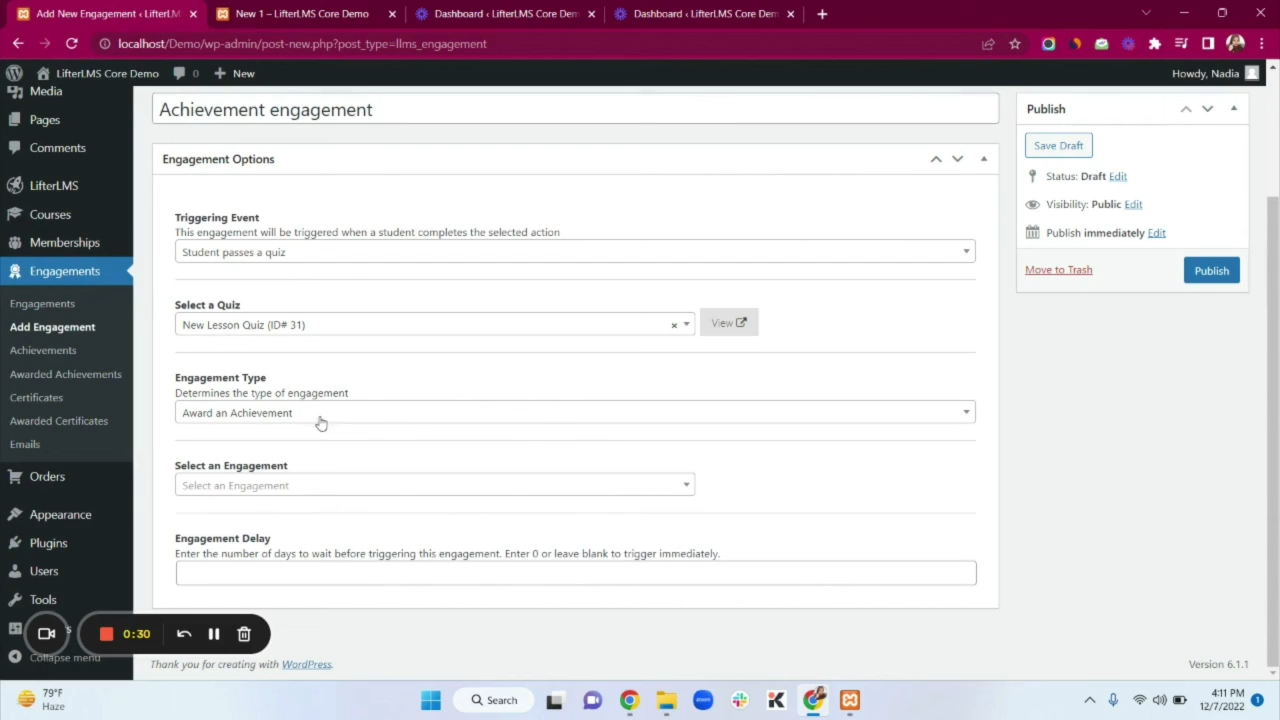 Add New Engagement ‹ LifterLMS
New 1 – LifterLMS Core Demo
Dashboard ‹ LifterLMS Core Dem
Dashboard ‹ LifterLMS Core Dem
localhost/Demo/wp-admin/post-new.php?post_type=llms_engagement
LifterLMS Core Demo
0
New
Howdy, Nadia
Media
Pages
Comments
LifterLMS
Courses
Memberships
Engagements
Engagements
Add Engagement
Achievements
Awarded Achievements
Certificates
Awarded Certificates
Emails
Orders
Appearance
Plugins
Users
Tools
Collapse menu
Achievement engagement
Engagement Options
Triggering Event
This engagement will be triggered when a student completes the selected action
Student passes a quiz
Select a Quiz
New Lesson Quiz (ID# 31)
View
Engagement Type
Determines the type of engagement
Award an Achievement
Select an Engagement
Select an Engagement
Engagement Delay
Enter the number of days to wait before triggering this engagement. Enter 0 or leave blank to trigger immediately.
Publish
Save Draft
Status: Draft Edit
Visibility: Public Edit
Publish immediately Edit
Move to Trash
Publish
0:30
Thank you for creating with WordPress.
Version 6.1.1
79°F
Haze
Search
zoom
4:11 PM
12/7/2022
1